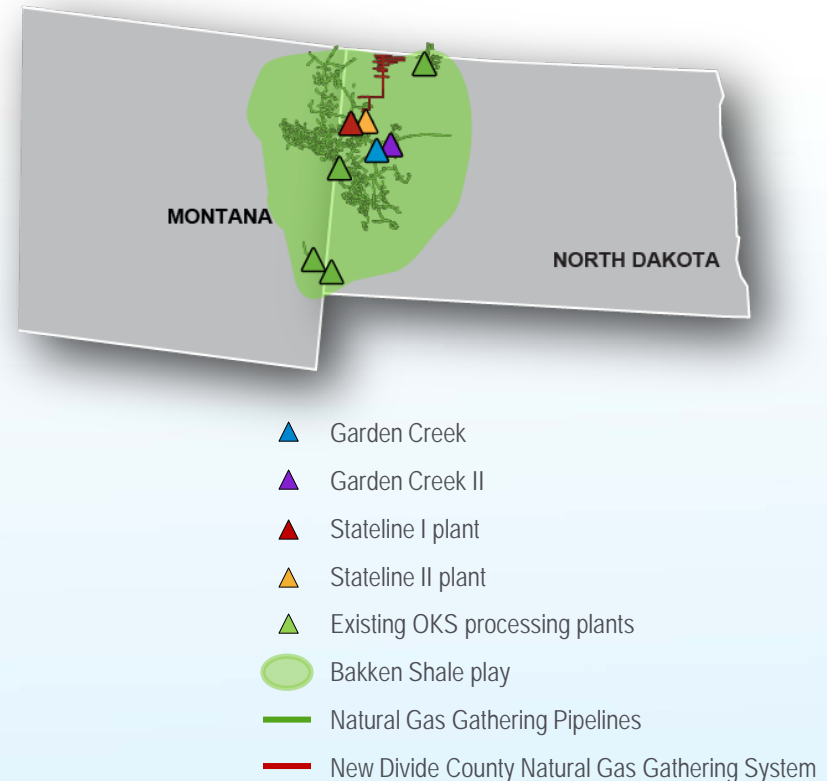 MONTANA
NORTH DAKOTA
Garden Creek
Garden Creek II
Stateline I plant
Stateline II plant
Existing OKS processing plants
Bakken Shale play
Natural Gas Gathering Pipelines
New Divide County Natural Gas Gathering System